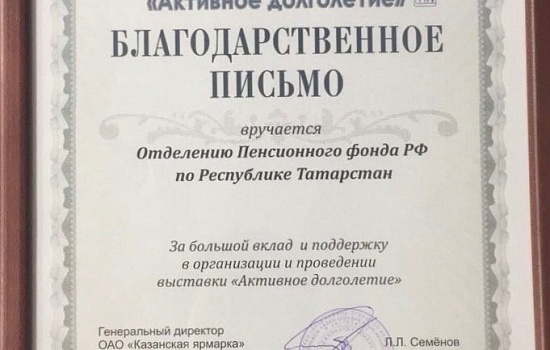 «Активное долголетие»
БЛАГОДАРСТВЕННОЕ
ПИСЬМО
вручается
Отделению Пенсионного фонда РФ
по Республике Татарстан
За большой вклад и поддержку
в организации и проведении
выставки «Активное долголетие»
Генеральный директор
ОАО «Казанская ярмарка»
Л.Л. Семёнов